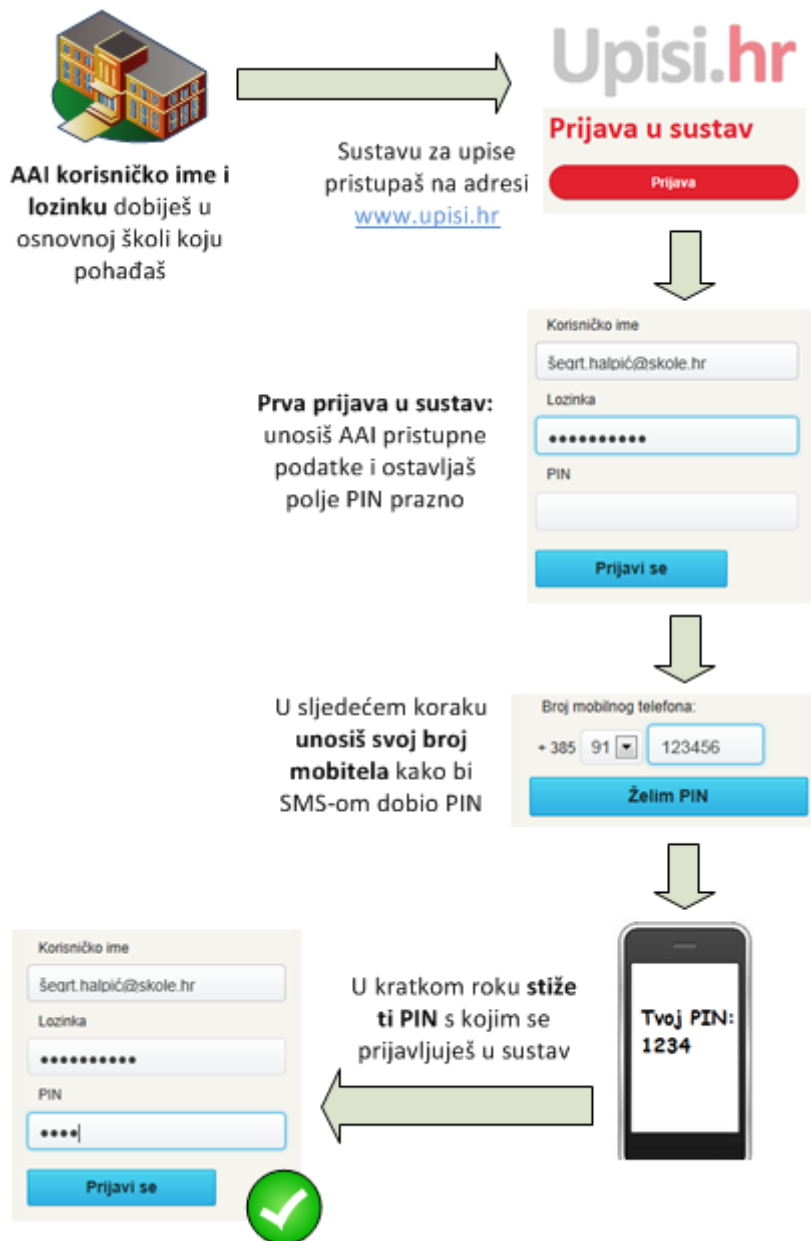 AAI korisničko ime i
lozinku dobiješ u
osnovnoj školi koju
pohađaš
Sustavu za upise
pristupaš na adresi
www.upisi.hr
Upisi.hr
Prijava u sustav
Prijava
Prva prijava u sustav:
unosiš AAI pristupne
podatke i ostavljaš
polje PIN prazno
Korisničko ime
šegrt.halpić@skole.hr
Lozinka
●●●●●●●●●●
PIN
Prijavi se
U sljedećem koraku
unosiš svoj broj
mobitela kako bi
SMS-om dobio PIN
Broj mobilnog telefona:
+ 385 91 123456
Želim PIN
Tvoj PIN:
1234
U kratkom roku stiže
ti PIN s kojim se
prijavljuješ u sustav
Korisničko ime
šegrt.halpić@skole.hr
Lozinka
●●●●●●●●●●
PIN
●●●●
Prijavi se